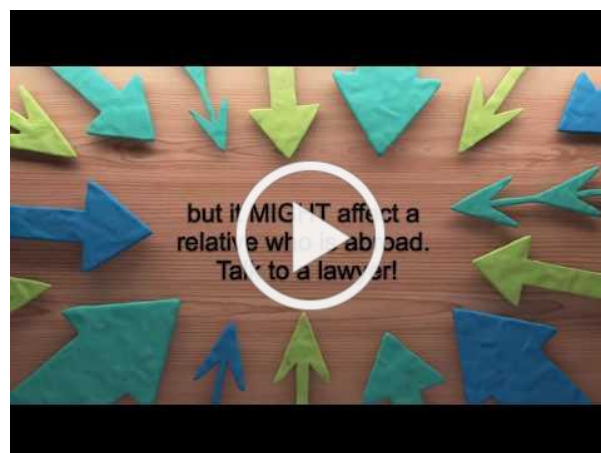 but it MIGHT affect a
relative who is abroad.
Talk to a lawyer!